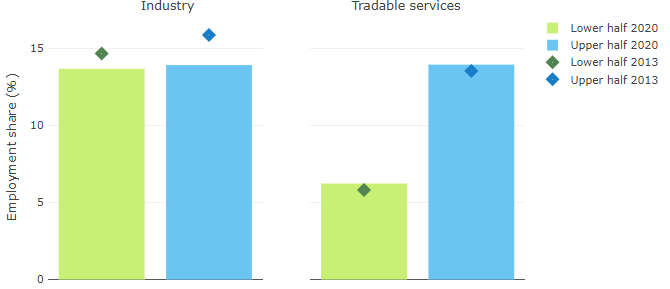 Industry
Tradable services
Lower half 2020
Upper half 2020
Lower half 2013
Upper half 2013
Employment share (%)
15
10
5
0